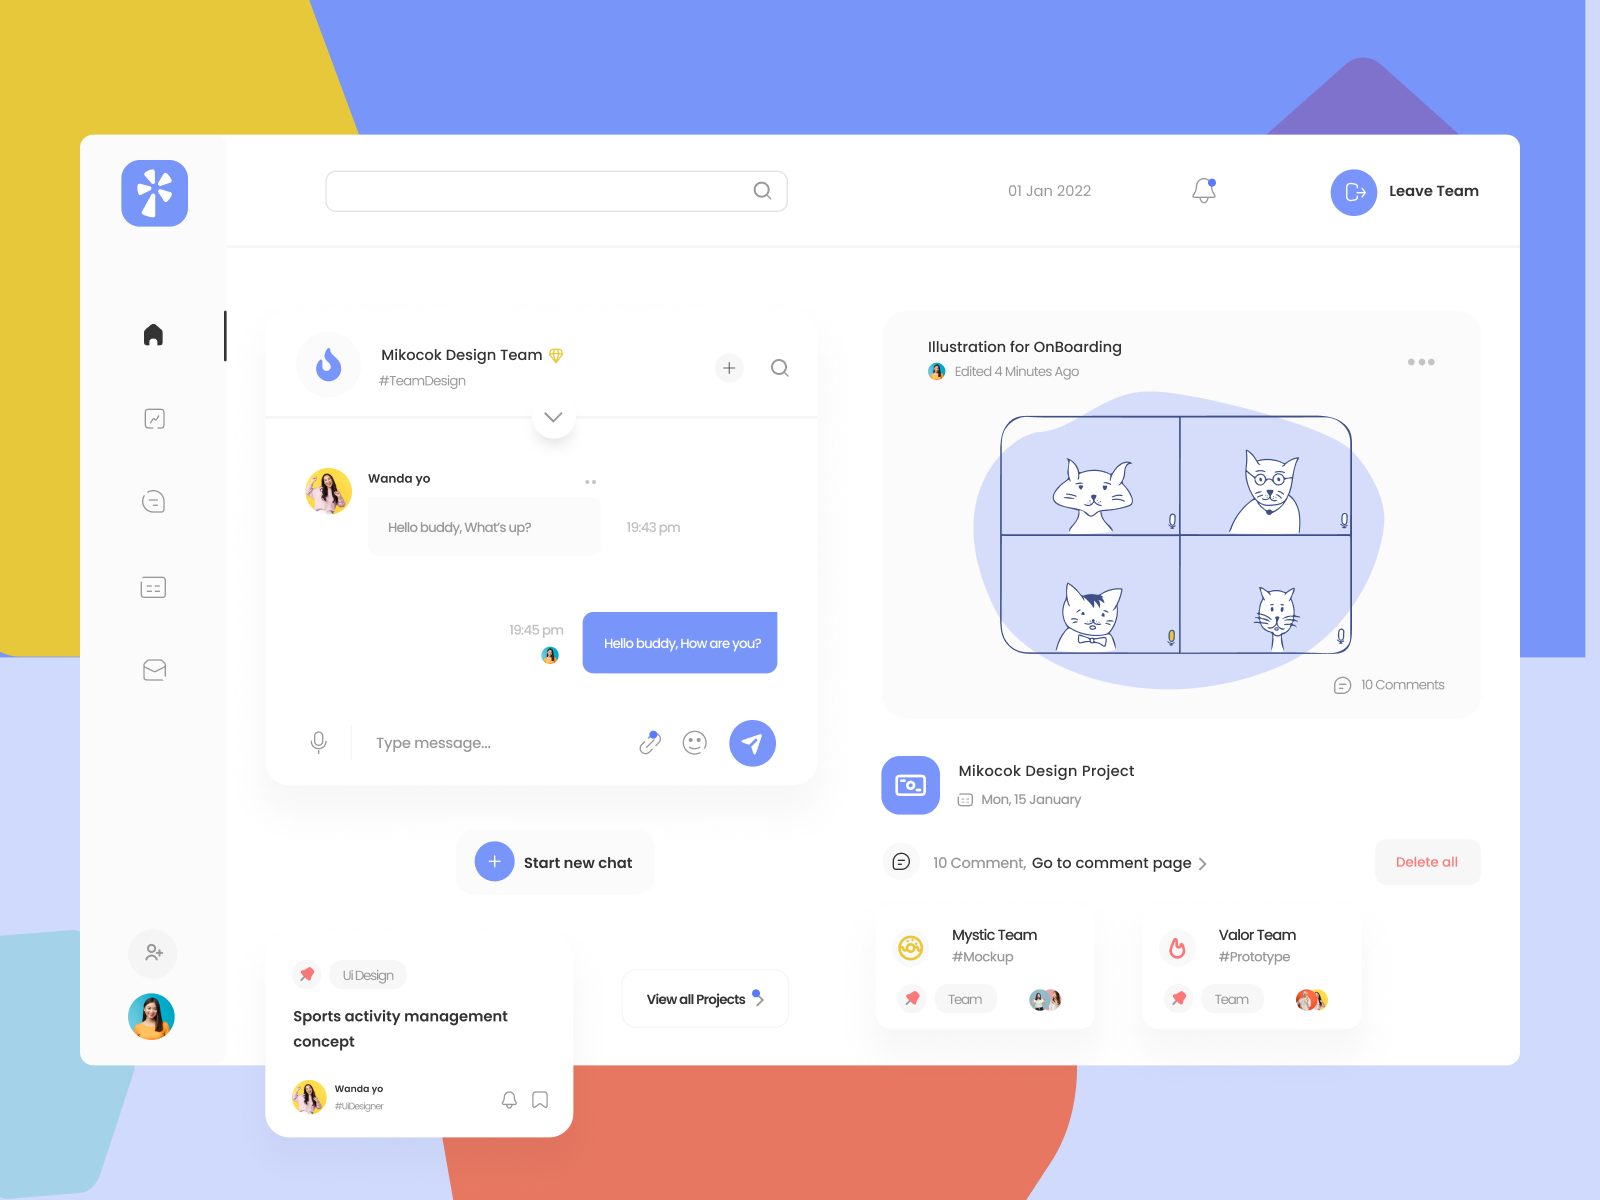 01 Jan 2022
Leave Team
Mikocok Design Team
#TeamDesign
Wanda yo
Hello buddy, What's up?
19:43 pm
19:45 pm
Hello buddy, How are you?
Type message...
Start new chat
Ui Design
Sports activity management
concept
Wanda yo
#UiDesigner
View all Projects
Illustration for OnBoarding
Edited 4 Minutes Ago
10 Comments
Mikocok Design Project
Mon, 15 January
10 Comment, Go to comment page
Delete all
Mystic Team
#Mockup
Team
Valor Team
#Prototype
Team